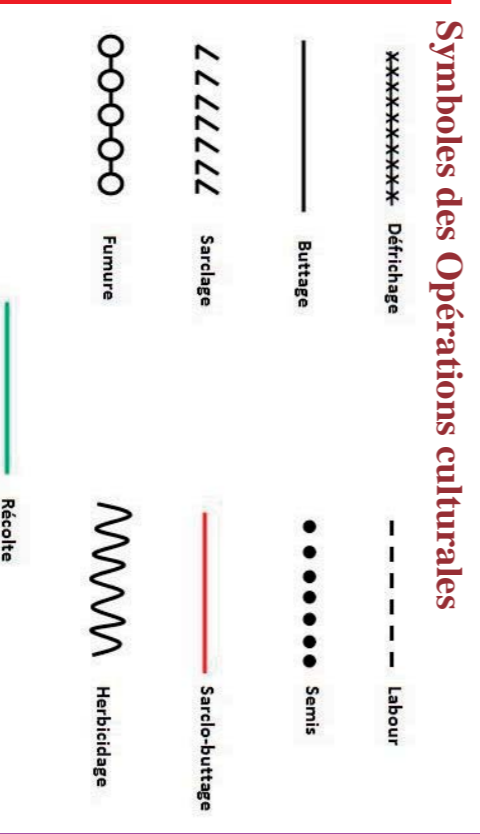 Symboles des Opérations culturales
Défrichage
Labour
Buttage
Semis
Sarclage
Sarclo-buttage
Fumure
Herbicidage
Récolte